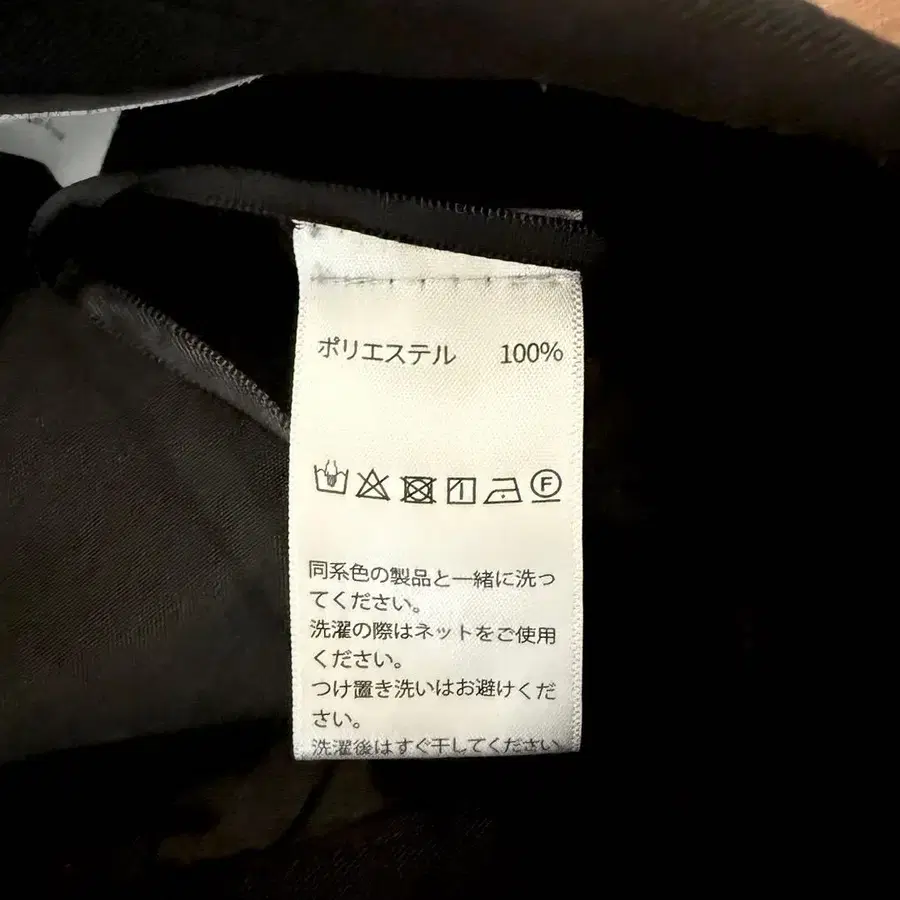 ポリエステル 100%
F
同系色の製品と一緒に洗っ
てください。
洗濯の際はネットをご使用
ください。
つけ置き洗いはお避けくだ
さい。
洗濯後はすぐ干してください